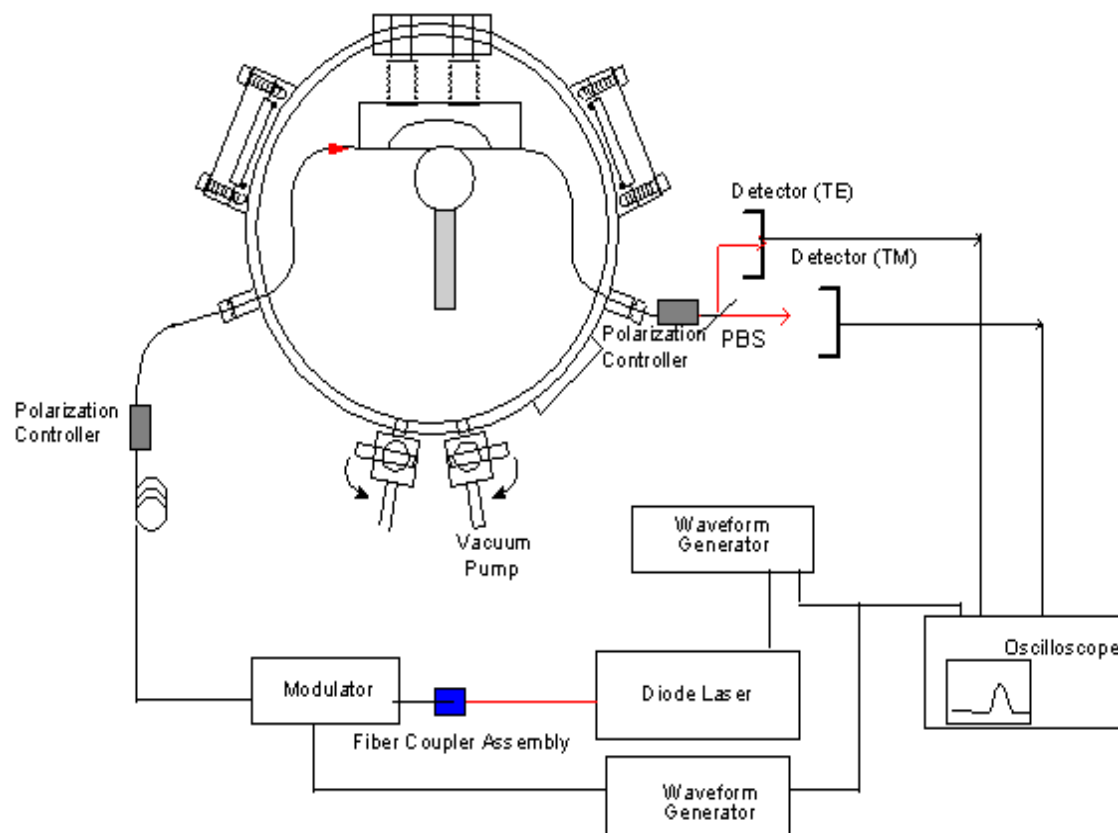 Detector (TE)
Detector (TM)
Polarization
Controller
PBS
Polarization
Controller
Vacuum
Pump
Waveform
Generator
Oscilloscope
Modulator
Diode Laser
Fiber Coupler Assembly
Waveform
Generator